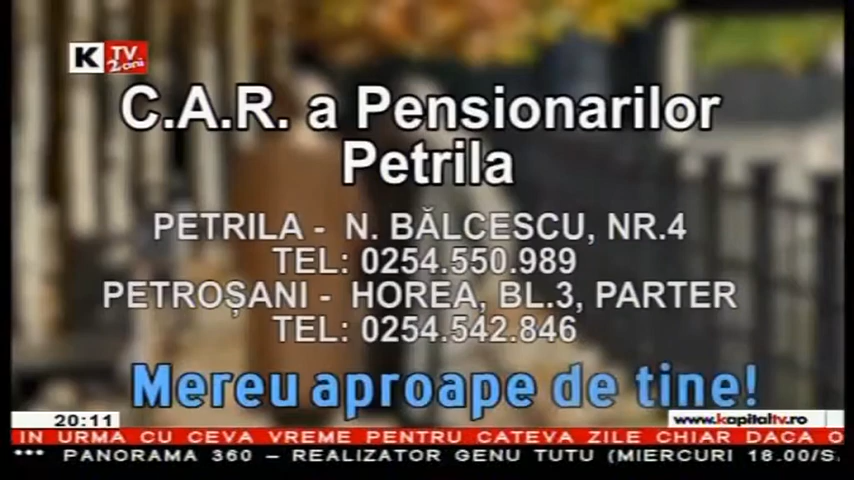 K TV
C.A.R. a Pensionarilor
Petrila
PETRILA - N. BĂLCESCU, NR.4
TEL: 0254.550.989
PETROȘANI - HOREA, BL.3, PARTER
TEL: 0254.542.846
Mereu aproape de tine!
20:11
www.kapitaltv.ro
IN URMA CU CEVA VREME PENTRU CATEVA ZILE CHIAR DACA O
*** PANORAMA 360 - REALIZATOR GENU TUTU (MIERCURI 18.00/S.